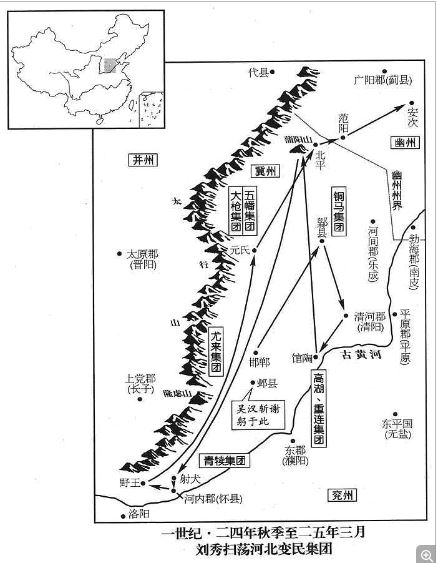 代县
广阳郡(蓟县)
安次
范阳
蒲阳山
北平
幽州
并州
冀州
幽州州界
五幡集团
大枪集团
铜马集团
鄡县
河间郡(乐成)
渤海郡(南皮)
太行山
元氏
太原郡
(晋阳)
清河郡
(清阳)
平原郡(平原)
尤来集团
邯郸
馆陶
古黄河
邺县
上党郡
(长子)
隆虑山
吴汉斩谢
躬于此
高湖、重连集团
东郡
(濮阳)
东平国
(无盐)
青犊集团
射犬
野王
河内郡(怀县)
兖州
洛阳
一世纪·二四年秋季至二五年三月
刘秀扫荡河北变民集团